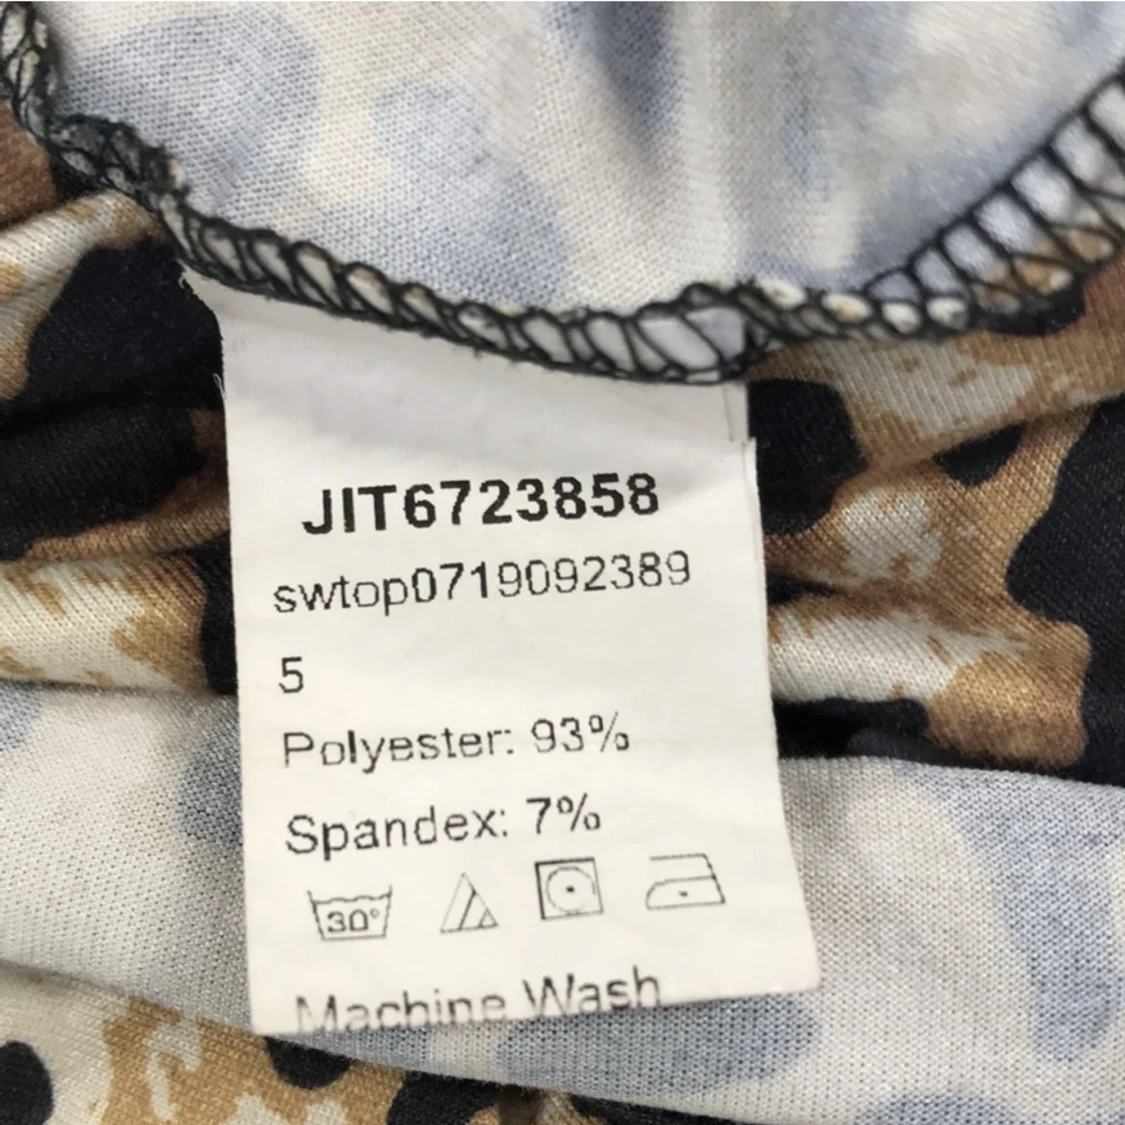 JIT6723858
swtop0719092389
5
Polyester: 93%
Spandex: 7%
30°
Machine Wash